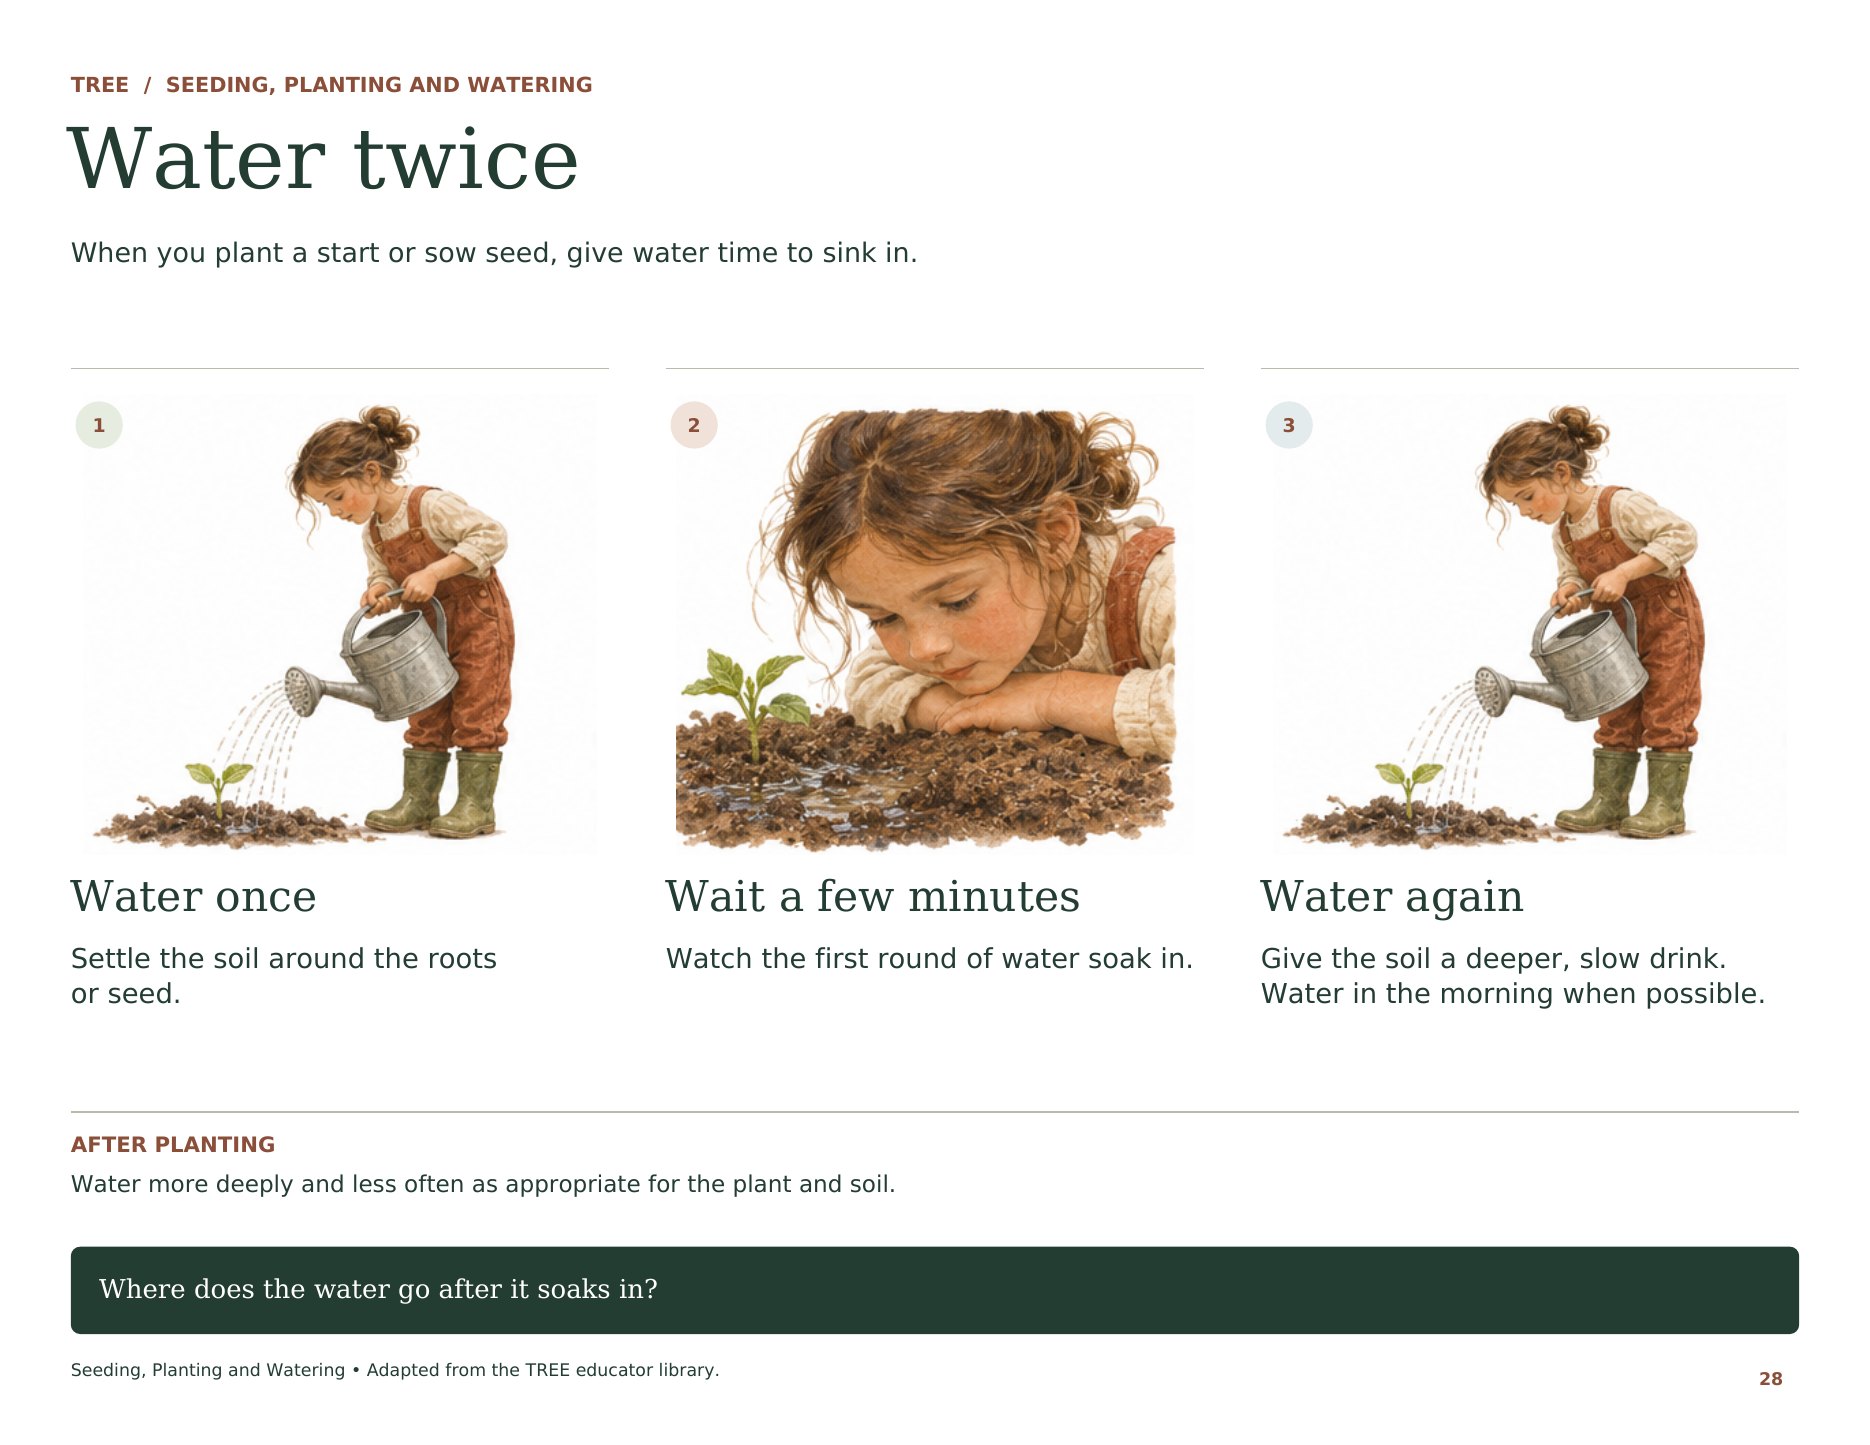 TREE / SEEDING, PLANTING AND WATERING
Water twice
When you plant a start or sow seed, give water time to sink in.
1
2
3
Water once
Settle the soil around the roots
or seed.
Wait a few minutes
Watch the first round of water soak in.
Water again
Give the soil a deeper, slow drink.
Water in the morning when possible.
AFTER PLANTING
Water more deeply and less often as appropriate for the plant and soil.
Where does the water go after it soaks in?
Seeding, Planting and Watering • Adapted from the TREE educator library.
28